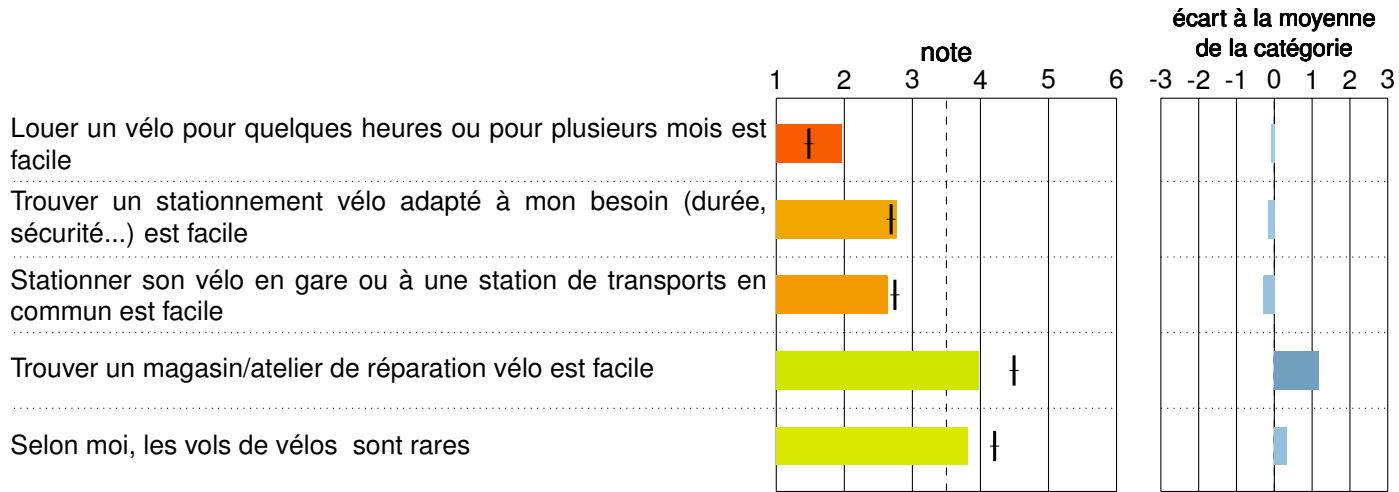 écart à la moyenne
note de la catégorie
1 2 3 4 5 6 -3 -2 -1 0 1 2 3
Louer un vélo pour quelques heures ou pour plusieurs mois est
facile
Trouver un stationnement vélo adapté à mon besoin (durée,
sécurité...) est facile
Stationner son vélo en gare ou à une station de transports en
commun est facile
Trouver un magasin/atelier de réparation vélo est facile
Selon moi, les vols de vélos sont rares